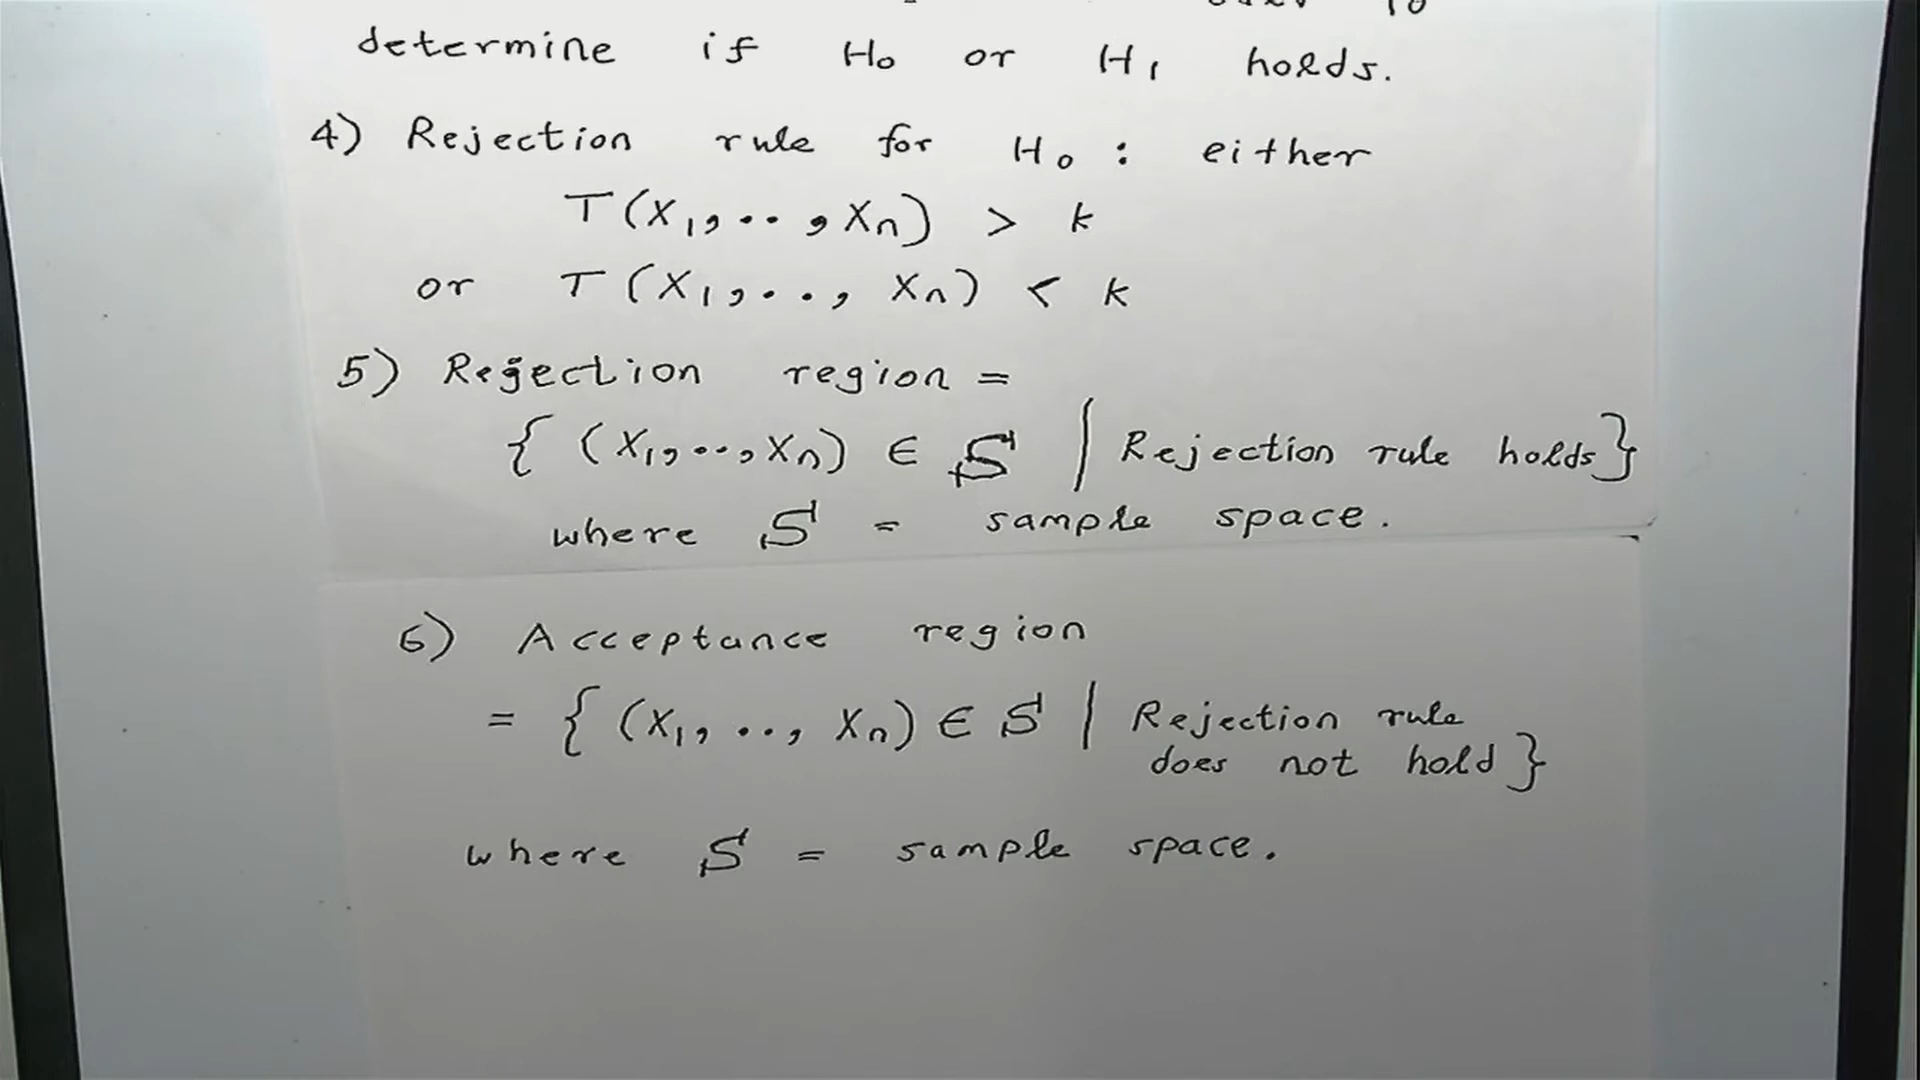 to
determine if H₀ or H₁ holds.
4) Rejection rule for H₀ : either
T(X₁,..,Xₙ) > k
or T(X₁,..,Xₙ) < k
5) Rejection region =
{ (X₁,..,Xₙ) ∈ S | Rejection rule holds}
where S = sample space.
6) Acceptance region
= { (X₁,..,Xₙ) ∈ S | Rejection rule
does not hold }
where S = sample space.